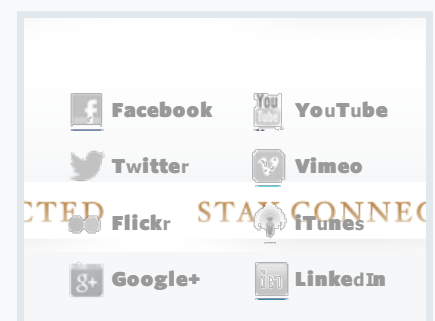 Facebook YouTube
Twitter Vimeo
CTED STAY CONNEC
Flickr iTunes
Google+ LinkedIn